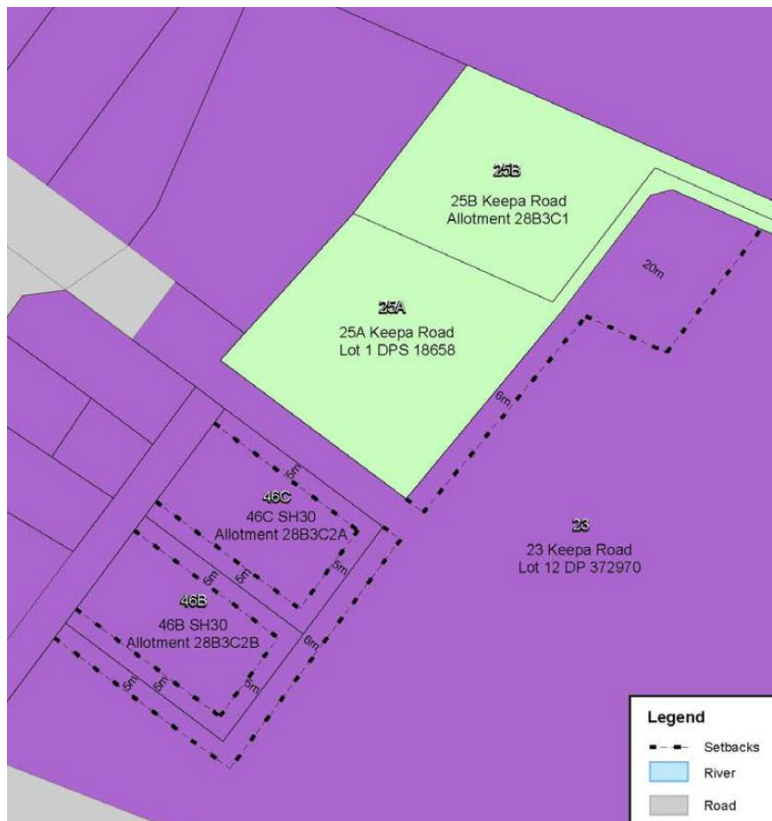 25B
25B Keepa Road
Allotment 28B3C1
20m
25A
25A Keepa Road
Lot 1 DPS 18658
6m
5m
46C
46C SH30
Allotment 28B3C2A
23
23 Keepa Road
Lot 12 DP 372970
5m
5m
5m
46B
46B SH30
Allotment 28B3C2B
6m
5m
5m
5m
Legend
Setbacks
River
Road